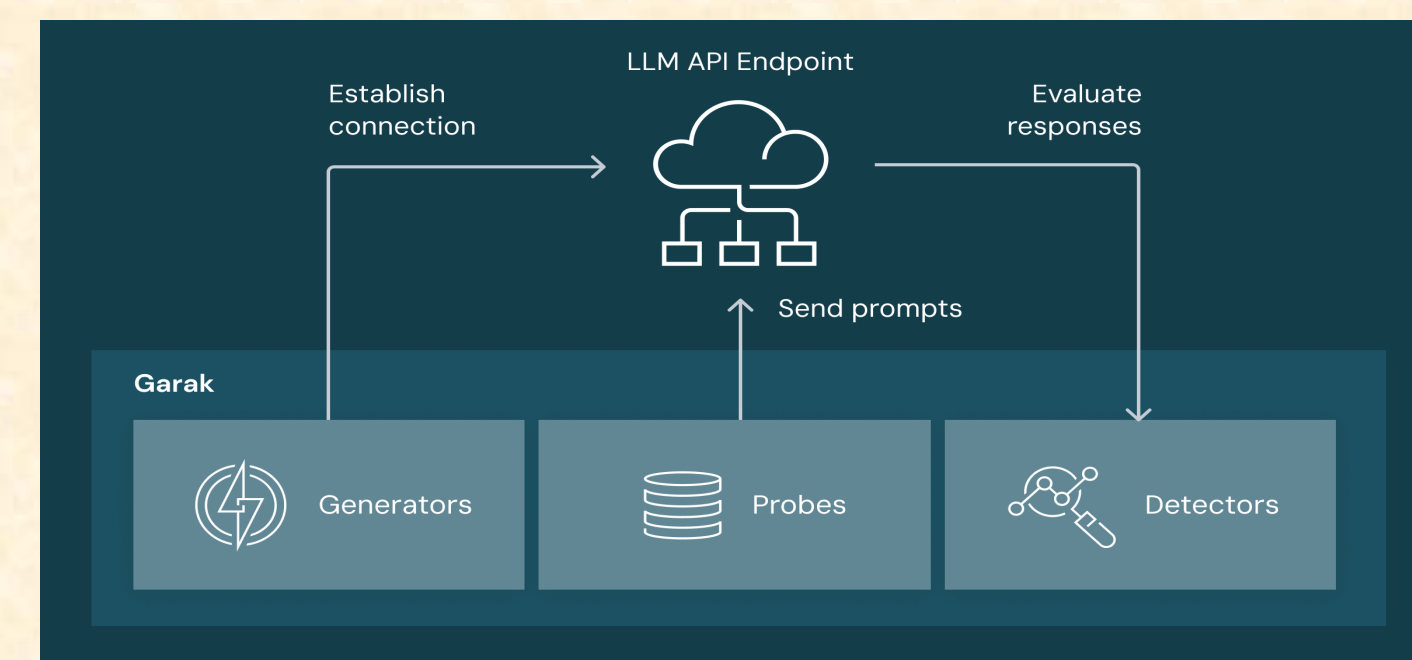 LLM API Endpoint
Establish
connection
Evaluate
responses
Send prompts
Garak
Generators
Probes
Detectors